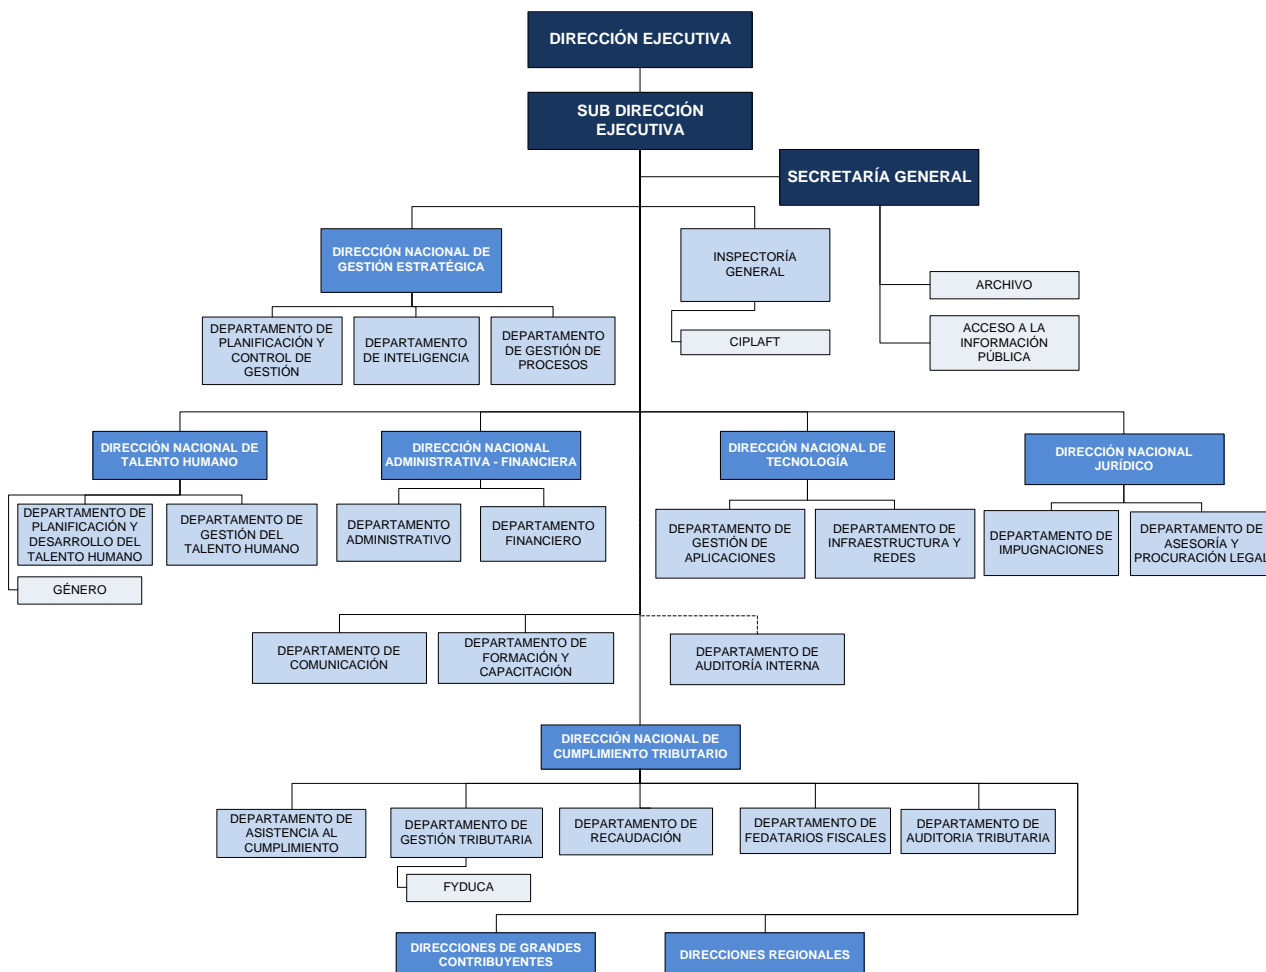 DIRECCIÓN EJECUTIVA
SUB DIRECCIÓN
EJECUTIVA
SECRETARÍA GENERAL
DIRECCIÓN NACIONAL DE
GESTIÓN ESTRATÉGICA
INSPECTORÍA
GENERAL
ARCHIVO
ACCESO A LA
INFORMACIÓN
PÚBLICA
CIPLAFT
DEPARTAMENTO DE
PLANIFICACIÓN Y
CONTROL DE
GESTIÓN
DEPARTAMENTO
DE INTELIGENCIA
DEPARTAMENTO
DE GESTIÓN DE
PROCESOS
DIRECCIÓN NACIONAL DE
TALENTO HUMANO
DIRECCIÓN NACIONAL
ADMINISTRATIVA - FINANCIERA
DIRECCIÓN NACIONAL DE
TECNOLOGÍA
DIRECCIÓN NACIONAL
JURÍDICO
DEPARTAMENTO DE
PLANIFICACIÓN Y
DESARROLLO DEL
TALENTO HUMANO
DEPARTAMENTO DE
GESTIÓN DEL
TALENTO HUMANO
DEPARTAMENTO
ADMINISTRATIVO
DEPARTAMENTO
FINANCIERO
DEPARTAMENTO DE
GESTIÓN DE
APLICACIONES
DEPARTAMENTO DE
INFRAESTRUCTURA Y
REDES
DEPARTAMENTO DE
IMPUGNACIONES
DEPARTAMENTO DE
ASESORÍA Y
PROCURACIÓN LEGAL
GÉNERO
DEPARTAMENTO DE
COMUNICACIÓN
DEPARTAMENTO DE
FORMACIÓN Y
CAPACITACIÓN
DEPARTAMENTO DE
AUDITORÍA INTERNA
DIRECCIÓN NACIONAL DE
CUMPLIMIENTO TRIBUTARIO
DEPARTAMENTO DE
ASISTENCIA AL
CUMPLIMIENTO
DEPARTAMENTO DE
GESTIÓN TRIBUTARIA
DEPARTAMENTO DE
RECAUDACIÓN
DEPARTAMENTO DE
FEDATARIOS FISCALES
DEPARTAMENTO DE
AUDITORIA TRIBUTARIA
FYDUCA
DIRECCIONES DE GRANDES
CONTRIBUYENTES
DIRECCIONES REGIONALES